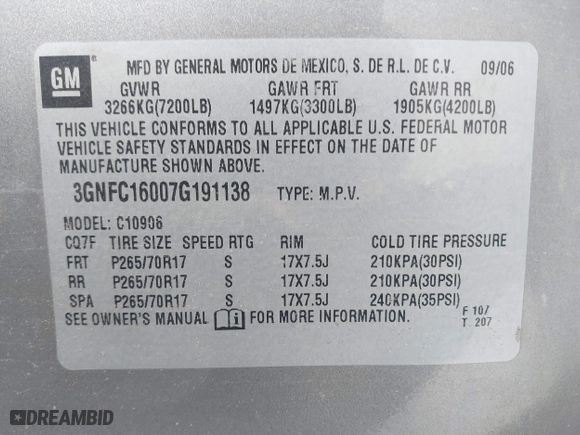 GM
MFD BY GENERAL MOTORS DE MEXICO, S. DE R.L. DE C.V. 09/06
GVWR GAWR FRT GAWR RR
3266KG(7200LB) 1497KG(3300LB) 1905KG(4200LB)
THIS VEHICLE CONFORMS TO ALL APPLICABLE U.S. FEDERAL MOTOR
VEHICLE SAFETY STANDARDS IN EFFECT ON THE DATE OF
MANUFACTURE SHOWN ABOVE.
3GNFC16007G191138 TYPE: M.P.V.
MODEL: C10906
CQ7F TIRE SIZE SPEED RTG RIM COLD TIRE PRESSURE
FRT P265/70R17 S 17X7.5J 210KPA(30PSI)
RR P265/70R17 S 17X7.5J 210KPA(30PSI)
SPA P265/70R17 S 17X7.5J 240KPA(35PSI)
SEE OWNER'S MANUAL i FOR MORE INFORMATION.
F 107
T 207
DREAMBID